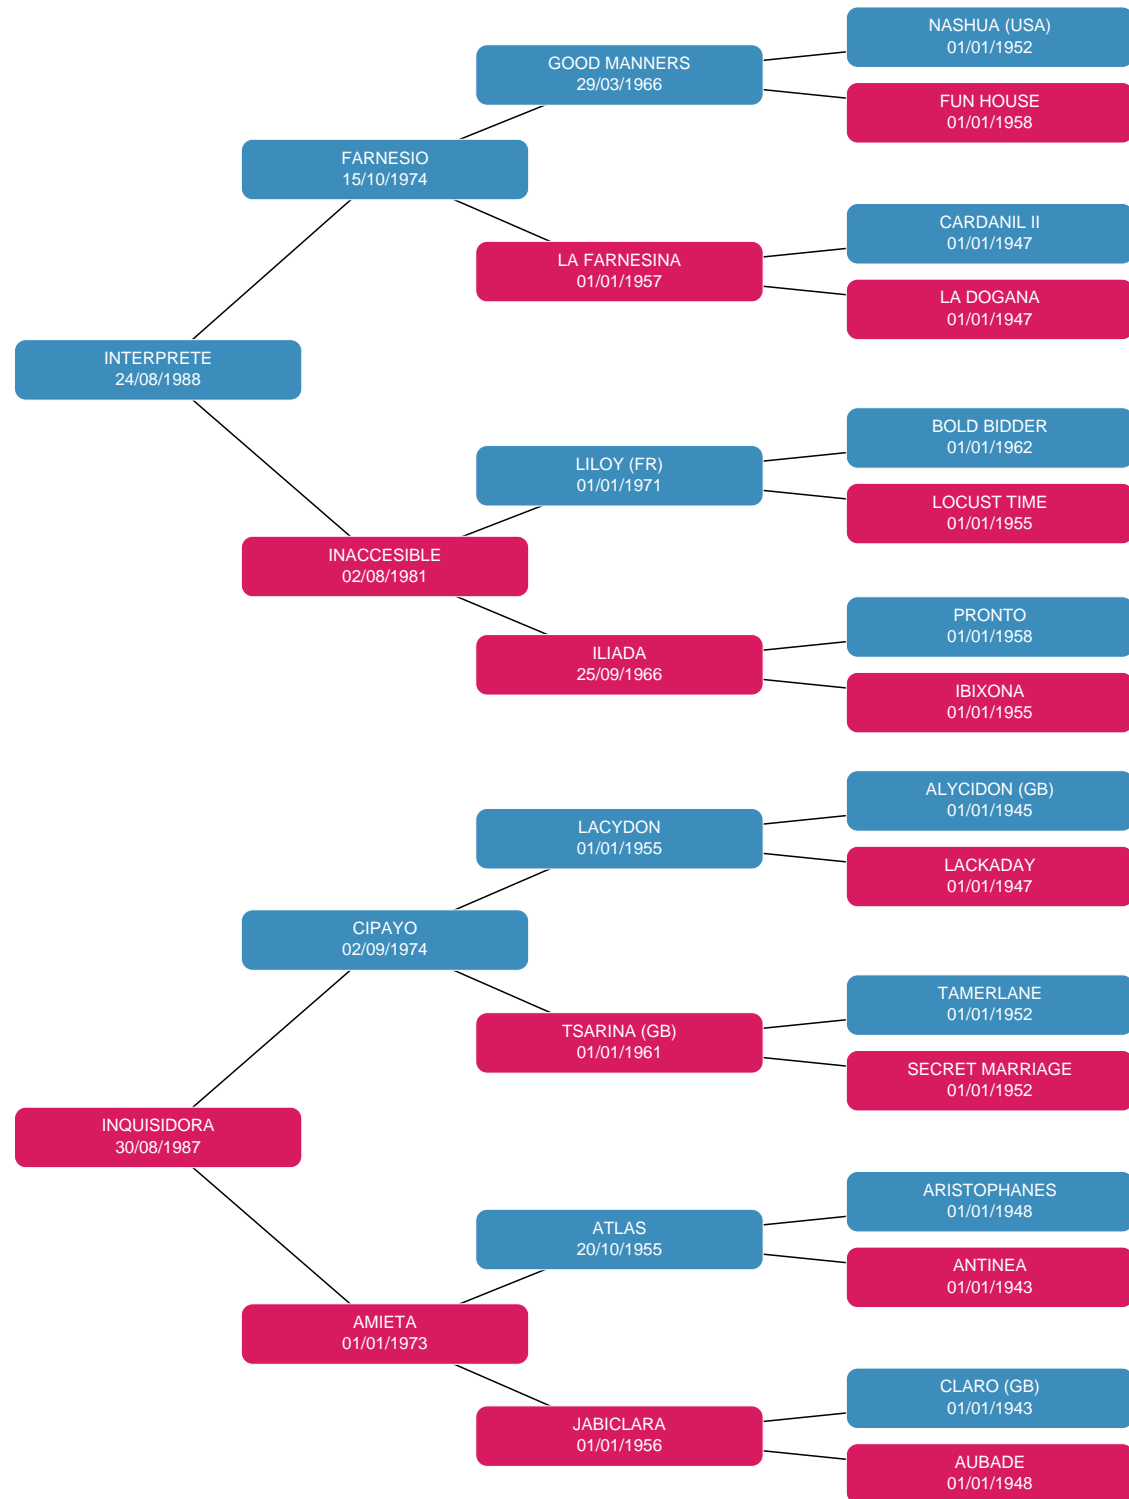 NASHUA (USA)
01/01/1952
GOOD MANNERS
29/03/1966
FUN HOUSE
01/01/1958
FARNESIO
15/10/1974
CARDANIL II
01/01/1947
LA FARNESINA
01/01/1957
LA DOGANA
01/01/1947
INTERPRETE
24/08/1988
BOLD BIDDER
01/01/1962
LILOY (FR)
01/01/1971
LOCUST TIME
01/01/1955
INACCESIBLE
02/08/1981
PRONTO
01/01/1958
ILIADA
25/09/1966
IBIXONA
01/01/1955
ALYCIDON (GB)
01/01/1945
LACYDON
01/01/1955
LACKADAY
01/01/1947
CIPAYO
02/09/1974
TAMERLANE
01/01/1952
TSARINA (GB)
01/01/1961
SECRET MARRIAGE
01/01/1952
INQUISIDORA
30/08/1987
ARISTOPHANES
01/01/1948
ATLAS
20/10/1955
ANTINEA
01/01/1943
AMIETA
01/01/1973
CLARO (GB)
01/01/1943
JABICLARA
01/01/1956
AUBADE
01/01/1948